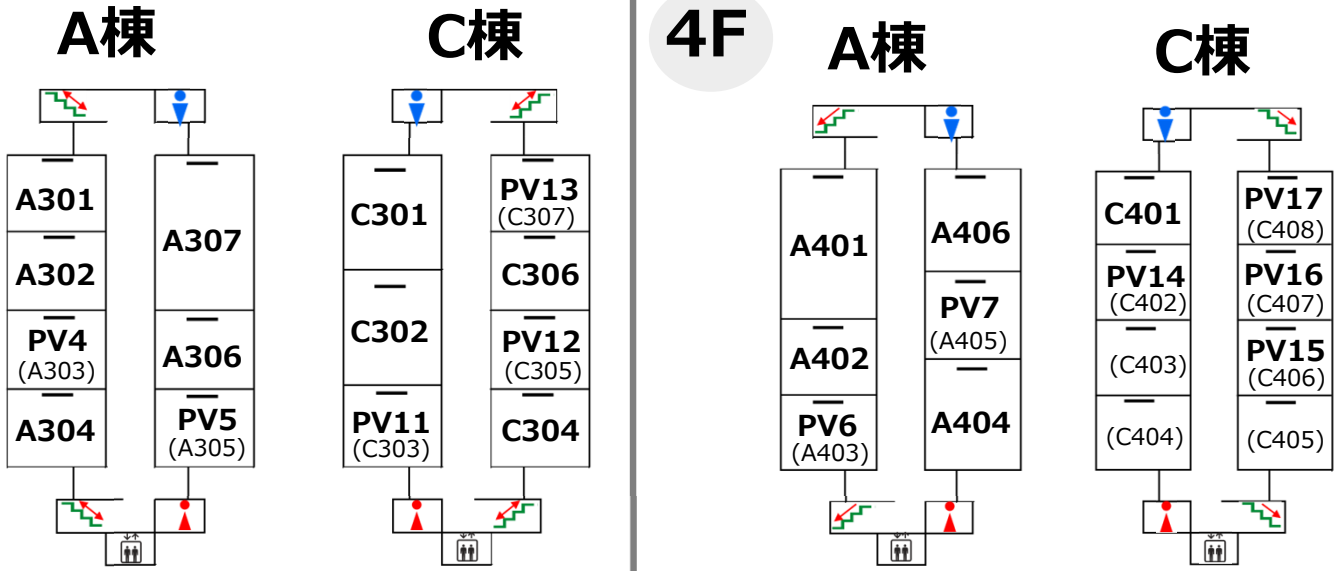 A棟
C棟
A301
A302
PV4
(A303)
A304
A307
A306
PV5
(A305)
C301
C302
PV11
(C303)
PV13
(C307)
C306
PV12
(C305)
C304
4F
A棟
C棟
A401
A402
PV6
(A403)
A406
PV7
(A405)
A404
C401
PV14
(C402)
(C403)
(C404)
PV17
(C408)
PV16
(C407)
PV15
(C406)
(C405)